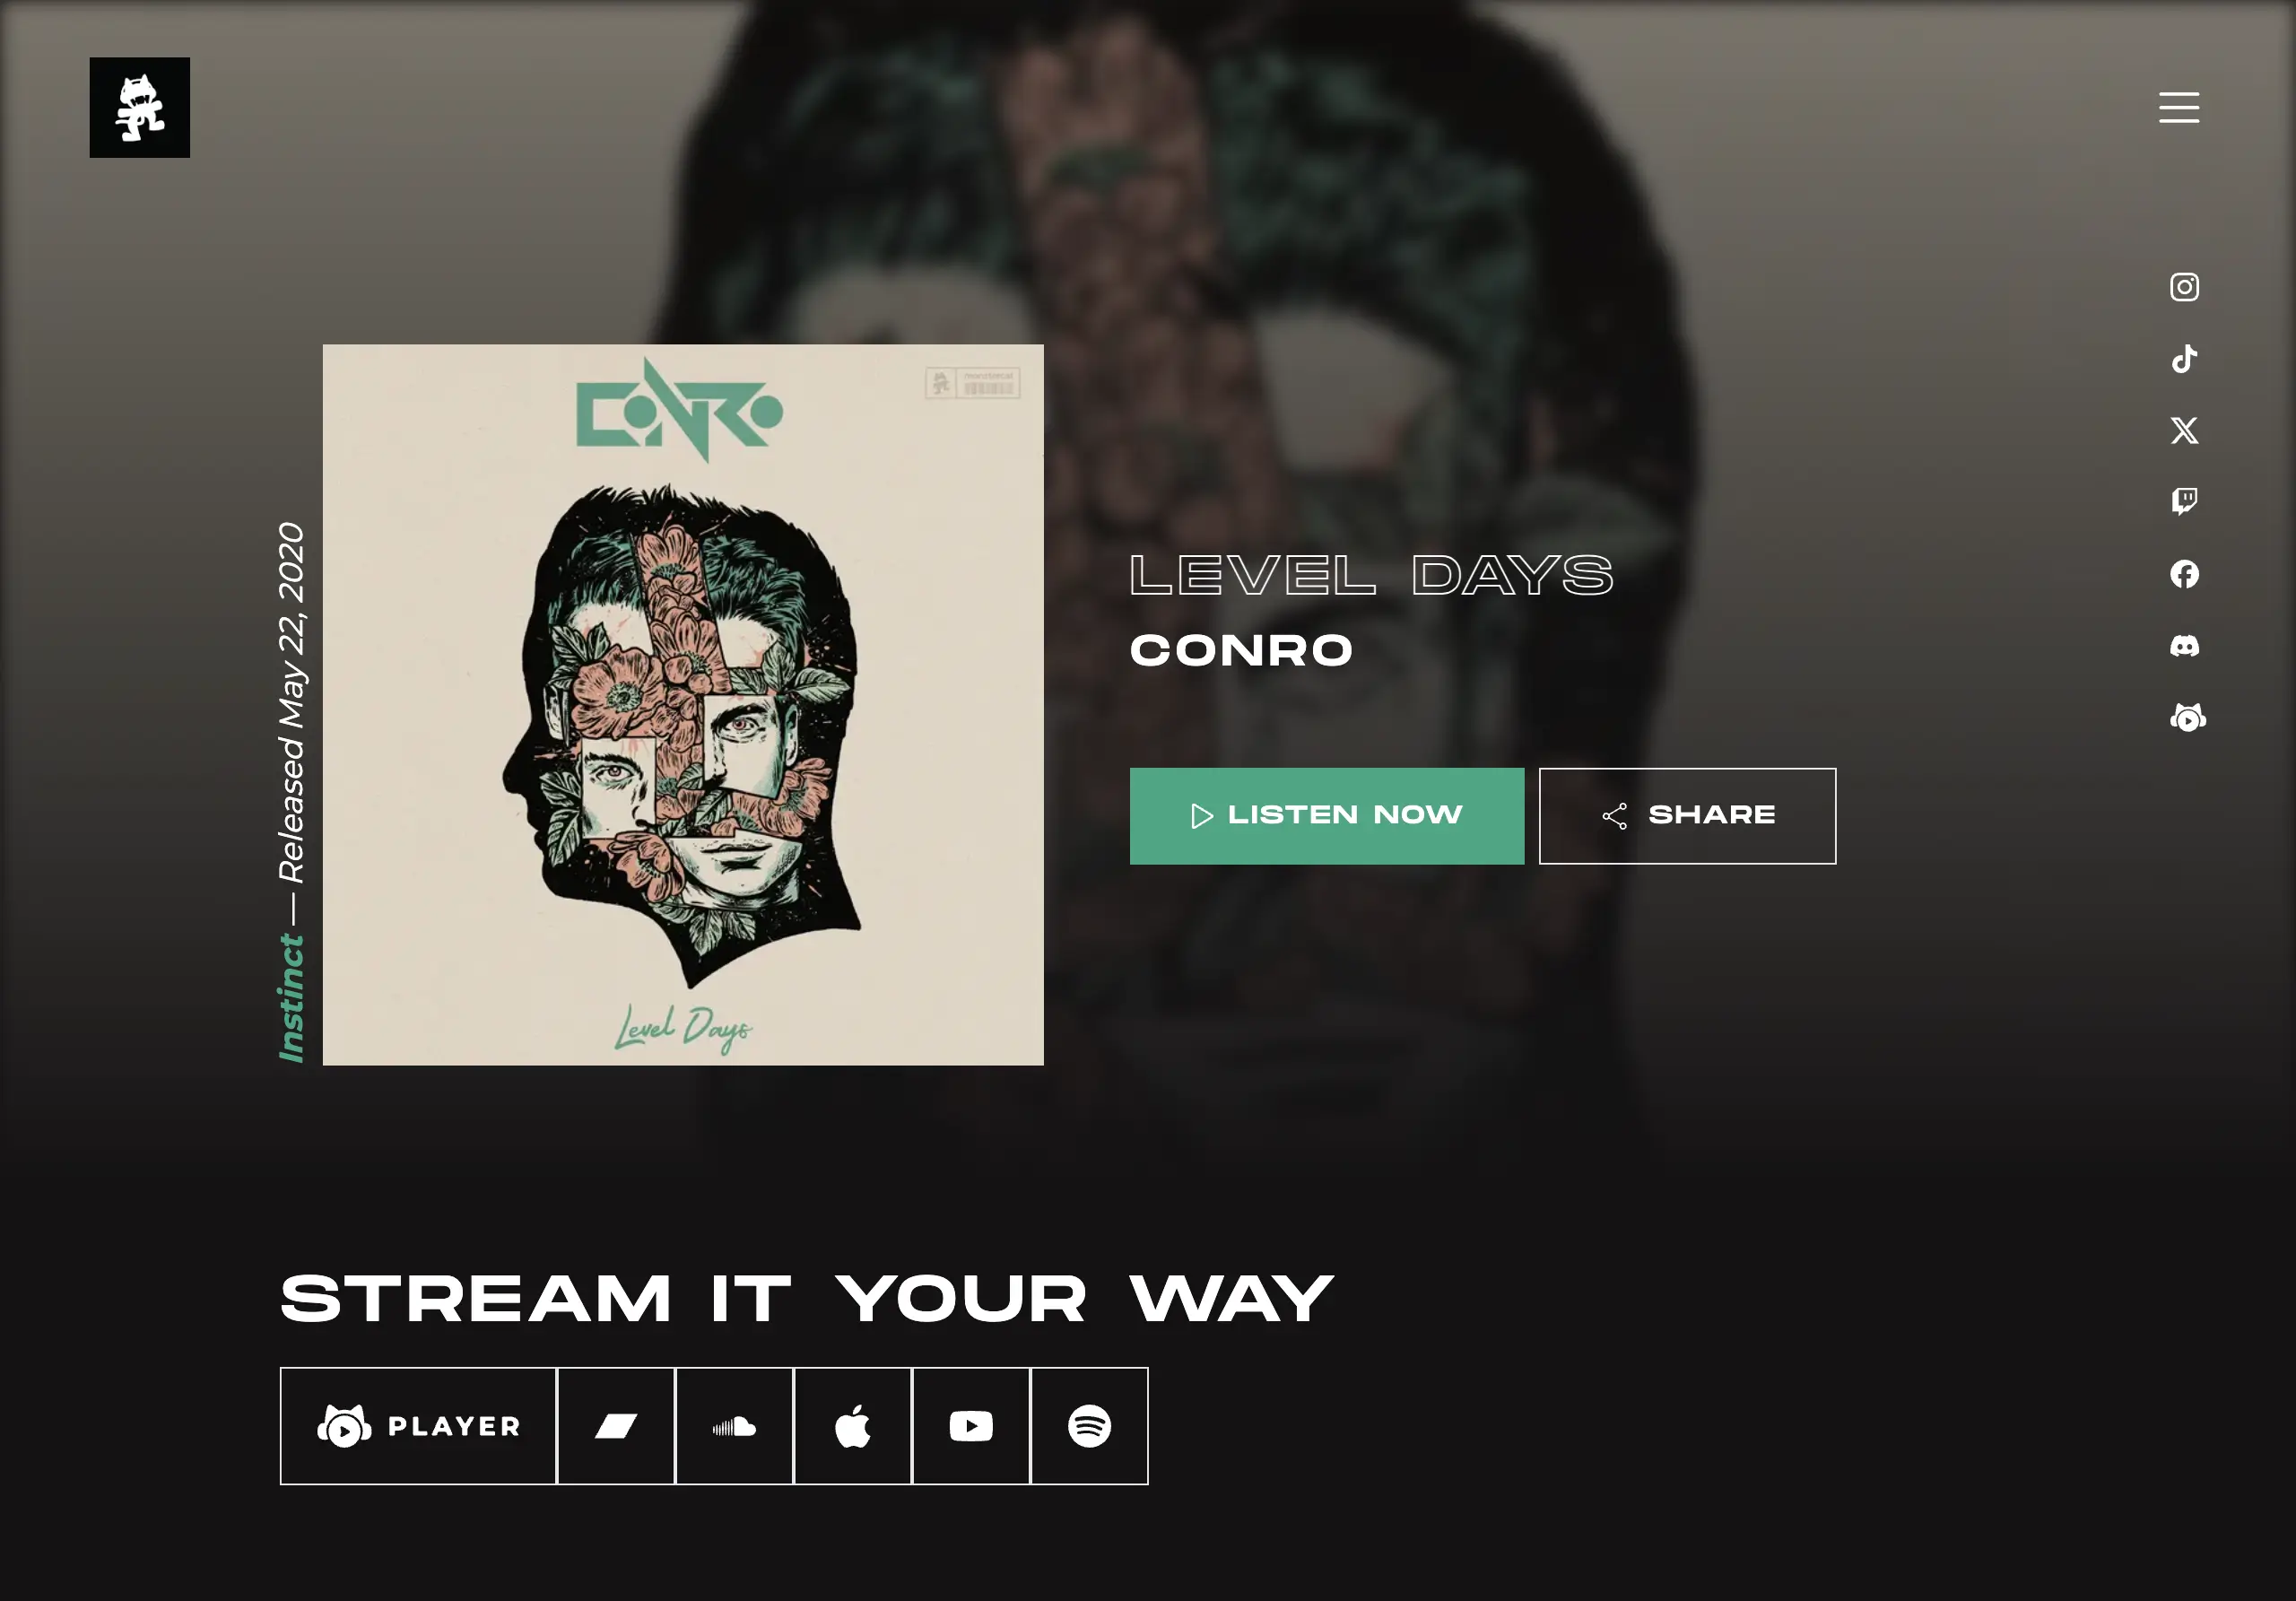 CONRO
monstercat
Instinct — Released May 22, 2020
Level Days
LEVEL DAYS
CONRO
LISTEN NOW
SHARE
STREAM IT YOUR WAY
PLAYER